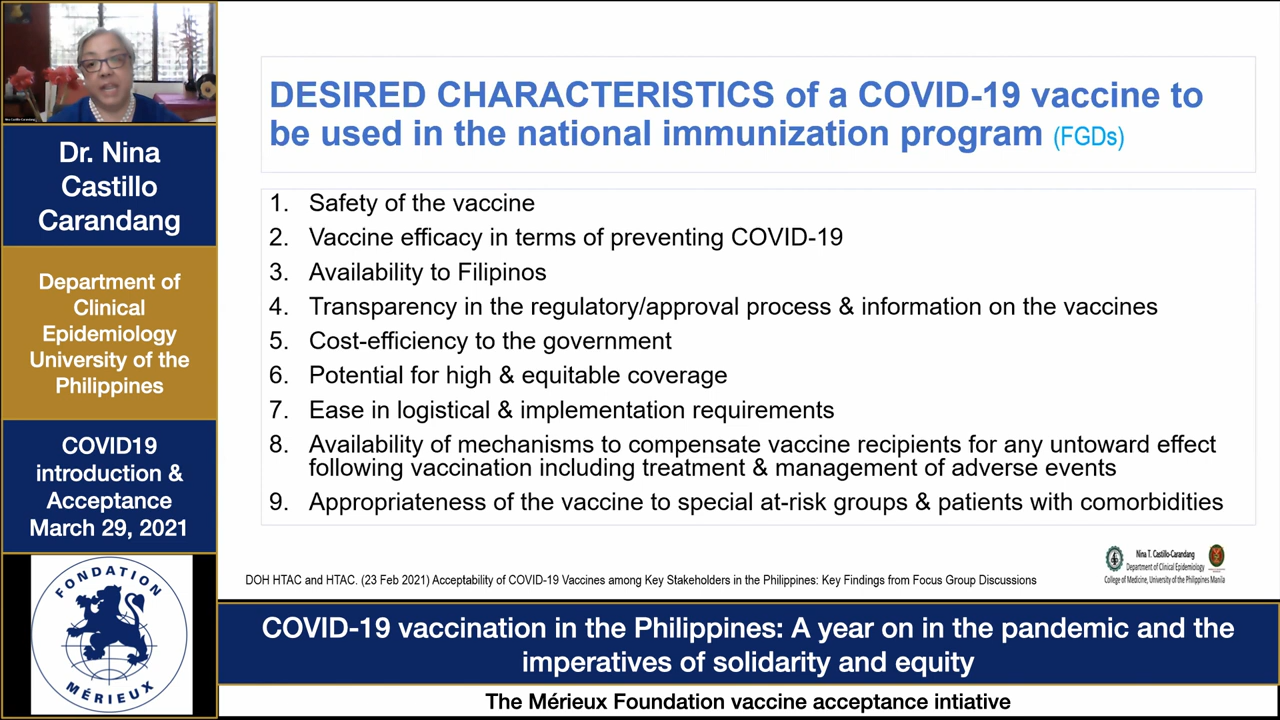 Nina Castillo-Carandang
Dr. Nina
Castillo
Carandang
Department of
Clinical
Epidemiology
University of the
Philippines
COVID19
introduction &
Acceptance
March 29, 2021
FONDATION
MÉRIEUX
DESIRED CHARACTERISTICS of a COVID-19 vaccine to
be used in the national immunization program (FGDs)
1. Safety of the vaccine
2. Vaccine efficacy in terms of preventing COVID-19
3. Availability to Filipinos
4. Transparency in the regulatory/approval process & information on the vaccines
5. Cost-efficiency to the government
6. Potential for high & equitable coverage
7. Ease in logistical & implementation requirements
8. Availability of mechanisms to compensate vaccine recipients for any untoward effect
following vaccination including treatment & management of adverse events
9. Appropriateness of the vaccine to special at-risk groups & patients with comorbidities
Nina T. Castillo-Carandang
Department of Clinical Epidemiology
College of Medicine, University of the Philippines Manila
DOH HTAC and HTAC. (23 Feb 2021) Acceptability of COVID-19 Vaccines among Key Stakeholders in the Philippines: Key Findings from Focus Group Discussions
COVID-19 vaccination in the Philippines: A year on in the pandemic and the
imperatives of solidarity and equity
The Mérieux Foundation vaccine acceptance intiative